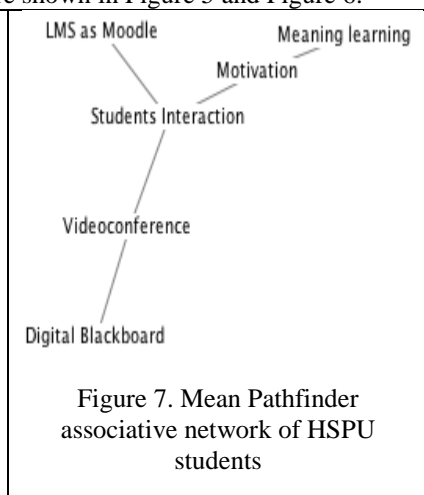 shown in Figure 5 and Figure 6.
LMS as Moodle
Meaning learning
Motivation
Students Interaction
Videoconference
Digital Blackboard
Figure 7. Mean Pathfinder
associative network of HSPU
students